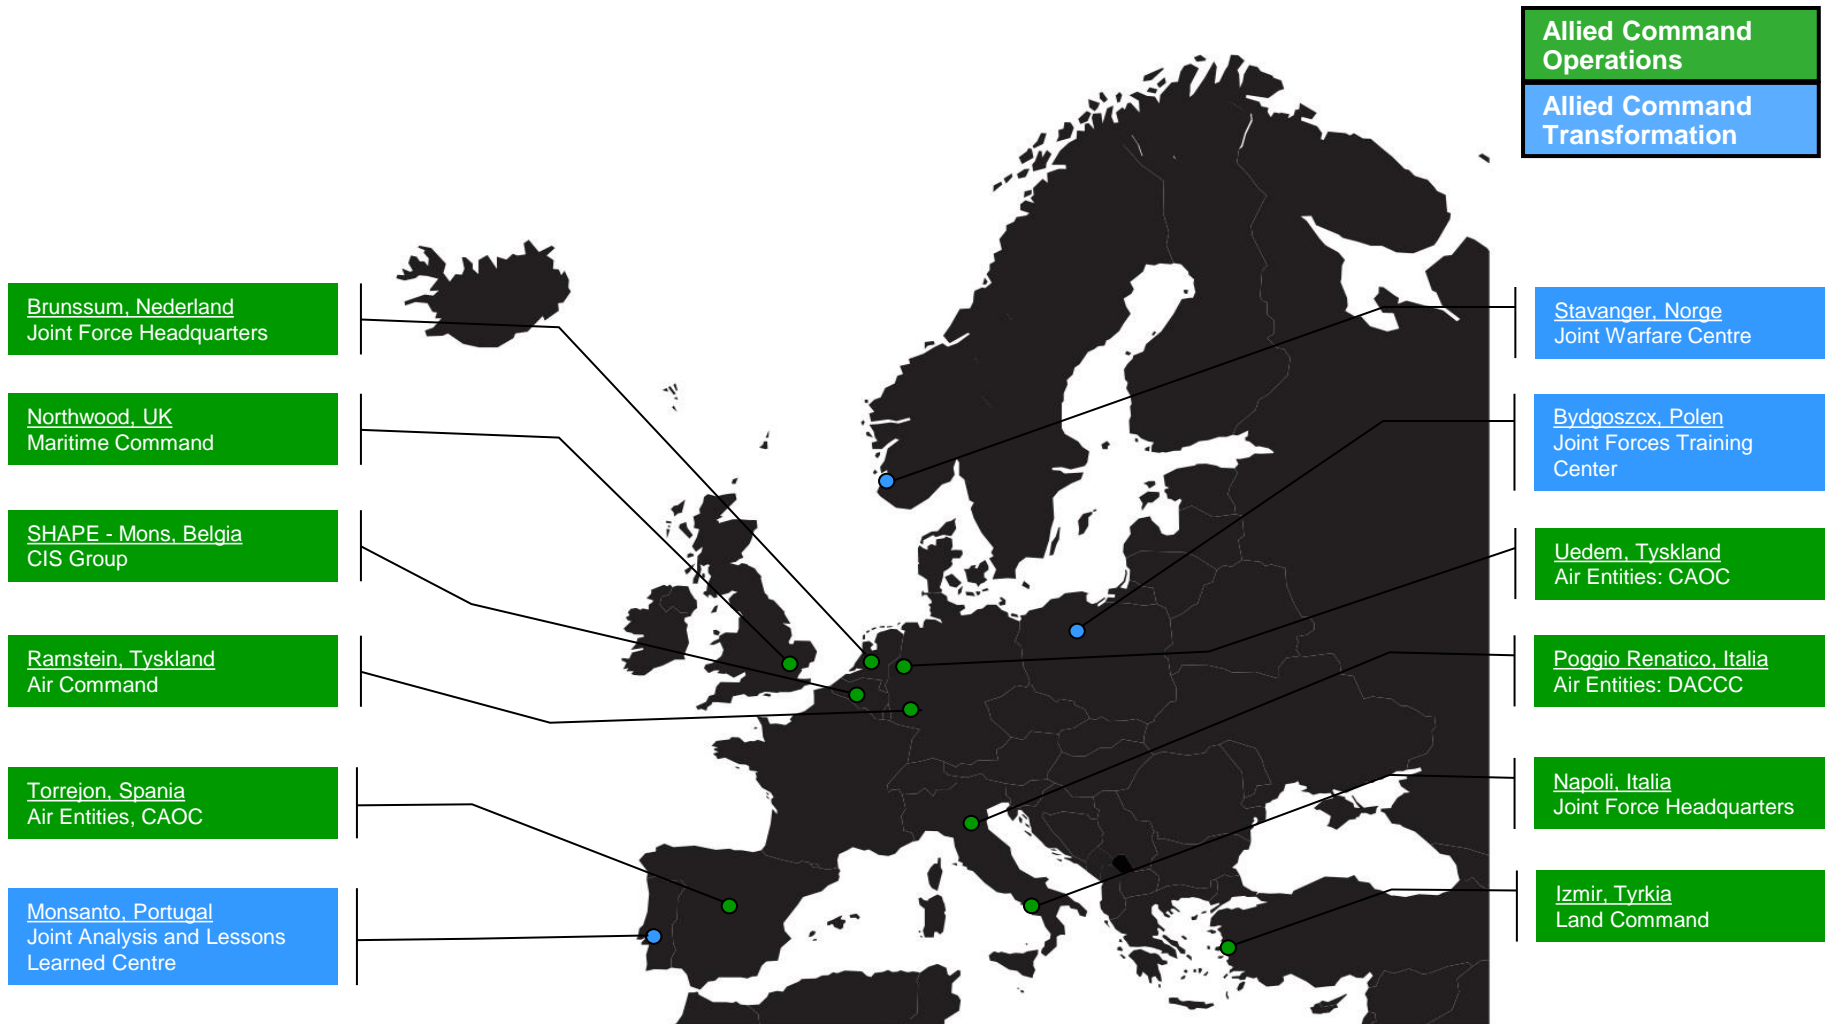 Allied Command
Operations
Allied Command
Transformation
Brunssum, Nederland
Joint Force Headquarters
Northwood, UK
Maritime Command
SHAPE - Mons, Belgia
CIS Group
Ramstein, Tyskland
Air Command
Torrejon, Spania
Air Entities, CAOC
Monsanto, Portugal
Joint Analysis and Lessons
Learned Centre
Stavanger, Norge
Joint Warfare Centre
Bydgoszcx, Polen
Joint Forces Training
Center
Uedem, Tyskland
Air Entities: CAOC
Poggio Renatico, Italia
Air Entities: DACCC
Napoli, Italia
Joint Force Headquarters
Izmir, Tyrkia
Land Command